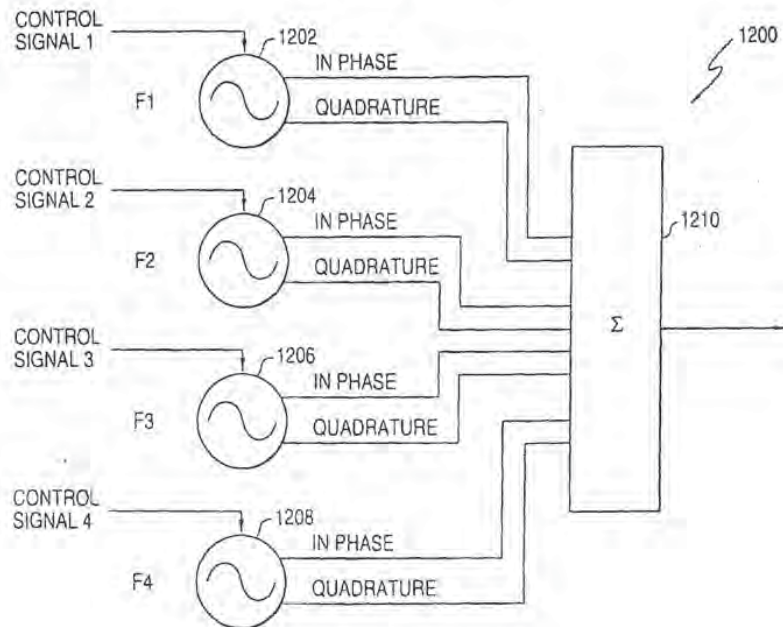 CONTROL
SIGNAL 1
1202
IN PHASE
1200
F1
QUADRATURE
CONTROL
SIGNAL 2
1204
IN PHASE
1210
F2
QUADRATURE
Σ
CONTROL
SIGNAL 3
1206
IN PHASE
F3
QUADRATURE
CONTROL
SIGNAL 4
1208
IN PHASE
F4
QUADRATURE